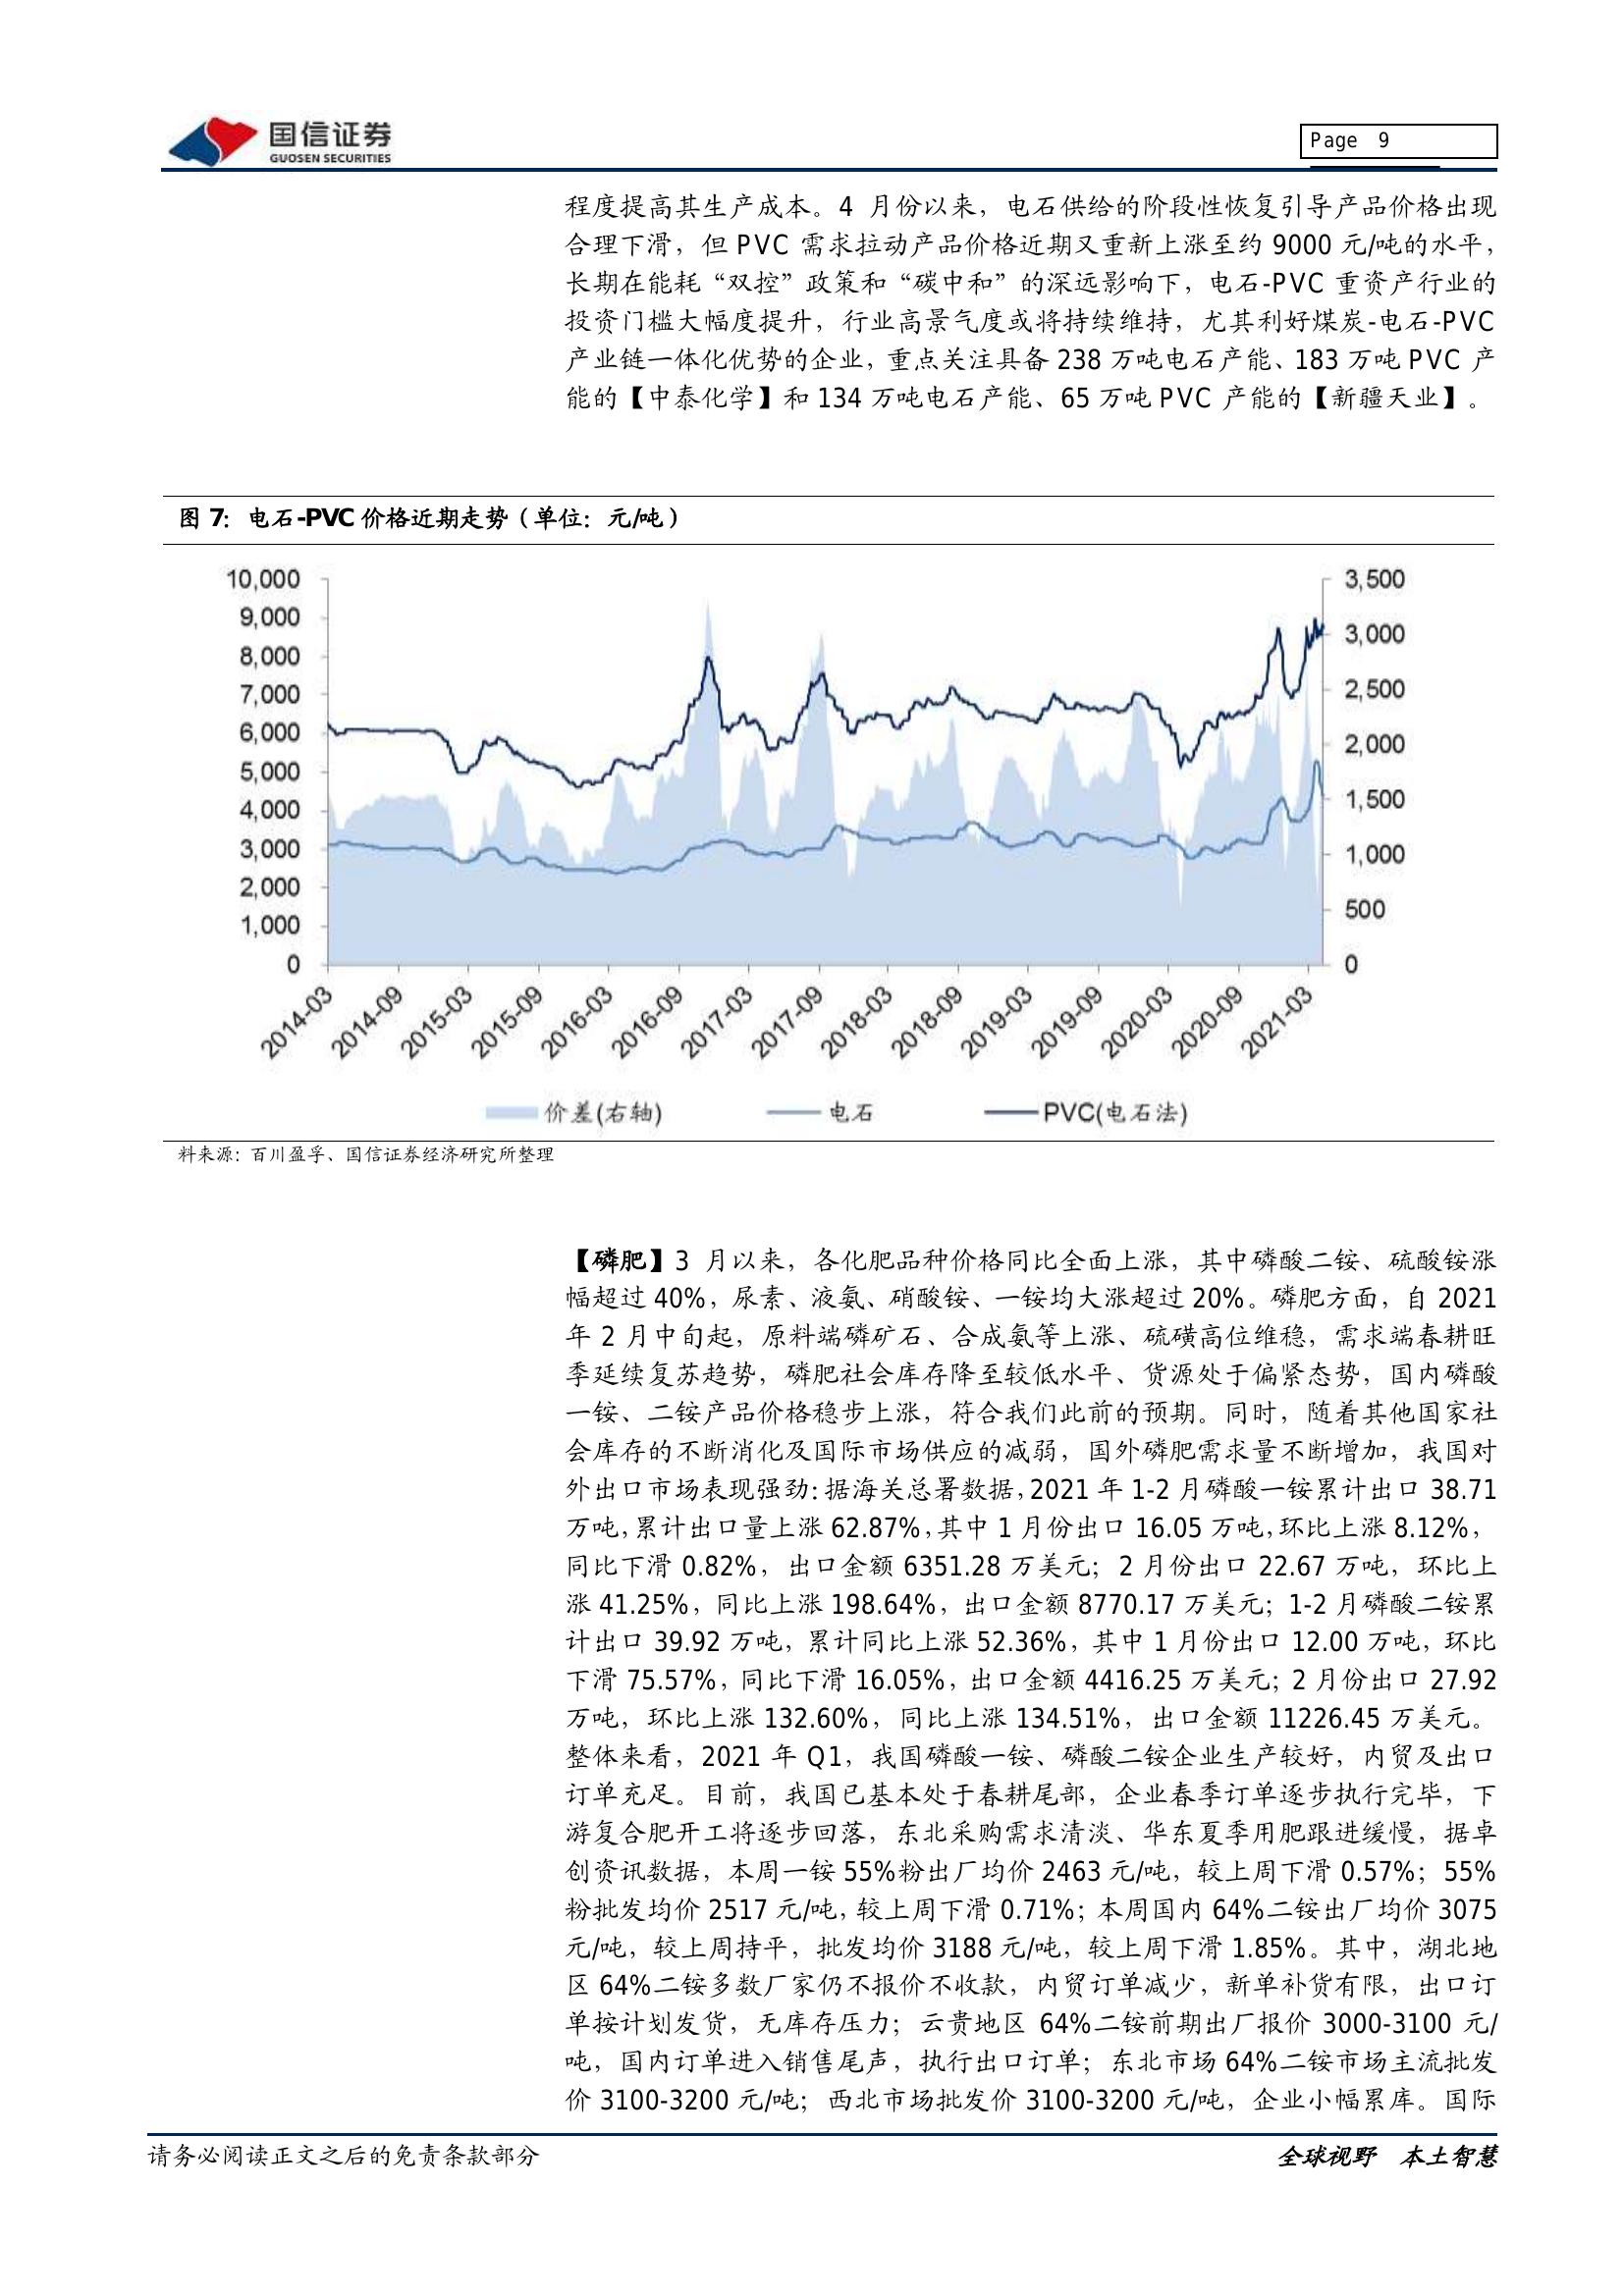 国信证券
GUOSEN SECURITIES
Page 9
程度提高其生产成本。4 月份以来，电石供给的阶段性恢复引导产品价格出现
合理下滑，但 PVC 需求拉动产品价格近期又重新上涨至约 9000 元/吨的水平，
长期在能耗“双控”政策和“碳中和”的深远影响下，电石-PVC 重资产行业的
投资门槛大幅度提升，行业高景气度或将持续维持，尤其利好煤炭-电石-PVC
产业链一体化优势的企业，重点关注具备 238 万吨电石产能、183 万吨 PVC 产
能的【中泰化学】和 134 万吨电石产能、65 万吨 PVC 产能的【新疆天业】。
图 7：电石-PVC 价格近期走势（单位：元/吨）
10,000
9,000
8,000
7,000
6,000
5,000
4,000
3,000
2,000
1,000
0
3,500
3,000
2,500
2,000
1,500
1,000
500
0
2014-03
2014-09
2015-03
2015-09
2016-03
2016-09
2017-03
2017-09
2018-03
2018-09
2019-03
2019-09
2020-03
2020-09
2021-03
价差(右轴)
电石
PVC(电石法)
料来源：百川盈孚、国信证券经济研究所整理
【磷肥】3 月以来，各化肥品种价格同比全面上涨，其中磷酸二铵、硫酸铵涨
幅超过 40%，尿素、液氨、硝酸铵、一铵均大涨超过 20%。磷肥方面，自 2021
年 2 月中旬起，原料端磷矿石、合成氨等上涨、硫磺高位维稳，需求端春耕旺
季延续复苏趋势，磷肥社会库存降至较低水平、货源处于偏紧态势，国内磷酸
一铵、二铵产品价格稳步上涨，符合我们此前的预期。同时，随着其他国家社
会库存的不断消化及国际市场供应的减弱，国外磷肥需求量不断增加，我国对
外出口市场表现强劲：据海关总署数据，2021 年 1-2 月磷酸一铵累计出口 38.71
万吨，累计出口量上涨 62.87%，其中 1 月份出口 16.05 万吨，环比上涨 8.12%，
同比下滑 0.82%，出口金额 6351.28 万美元；2 月份出口 22.67 万吨，环比上
涨 41.25%，同比上涨 198.64%，出口金额 8770.17 万美元；1-2 月磷酸二铵累
计出口 39.92 万吨，累计同比上涨 52.36%，其中 1 月份出口 12.00 万吨，环比
下滑 75.57%，同比下滑 16.05%，出口金额 4416.25 万美元；2 月份出口 27.92
万吨，环比上涨 132.60%，同比上涨 134.51%，出口金额 11226.45 万美元。
整体来看，2021 年 Q1，我国磷酸一铵、磷酸二铵企业生产较好，内贸及出口
订单充足。目前，我国已基本处于春耕尾部，企业春季订单逐步执行完毕，下
游复合肥开工将逐步回落，东北采购需求清淡、华东夏季用肥跟进缓慢，据卓
创资讯数据，本周一铵 55%粉出厂均价 2463 元/吨，较上周下滑 0.57%；55%
粉批发均价 2517 元/吨，较上周下滑 0.71%；本周国内 64%二铵出厂均价 3075
元/吨，较上周持平，批发均价 3188 元/吨，较上周下滑 1.85%。其中，湖北地
区 64%二铵多数厂家仍不报价不收款，内贸订单减少，新单补货有限，出口订
单按计划发货，无库存压力；云贵地区 64%二铵前期出厂报价 3000-3100 元/
吨，国内订单进入销售尾声，执行出口订单；东北市场 64%二铵市场主流批发
价 3100-3200 元/吨；西北市场批发价 3100-3200 元/吨，企业小幅累库。国际
请务必阅读正文之后的免责条款部分
全球视野 本土智慧